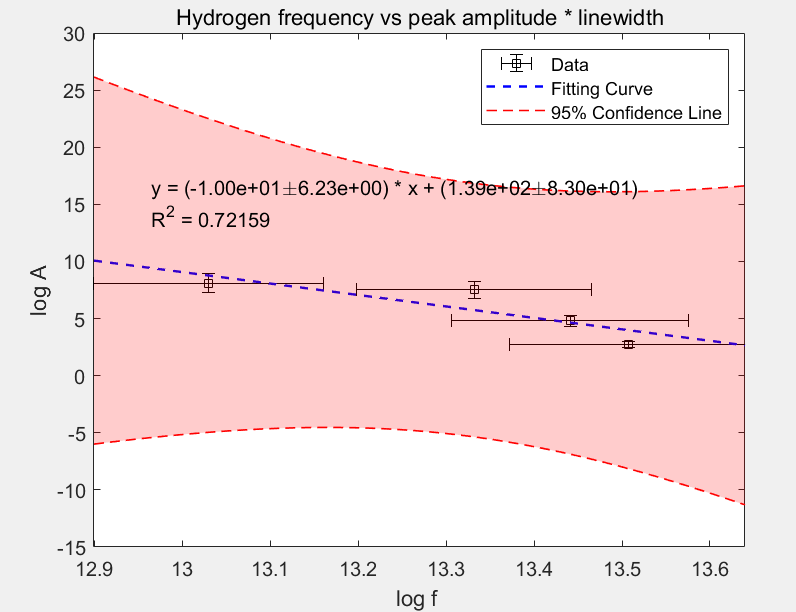 Hydrogen frequency vs peak amplitude * linewidth
30
25
20
15
10
5
0
-5
-10
-15
log A
Data
Fitting Curve
95% Confidence Line
y = (-1.00e+01±6.23e+00) * x + (1.39e+02±8.30e+01)
R² = 0.72159
12.9 13 13.1 13.2 13.3 13.4 13.5 13.6
log f